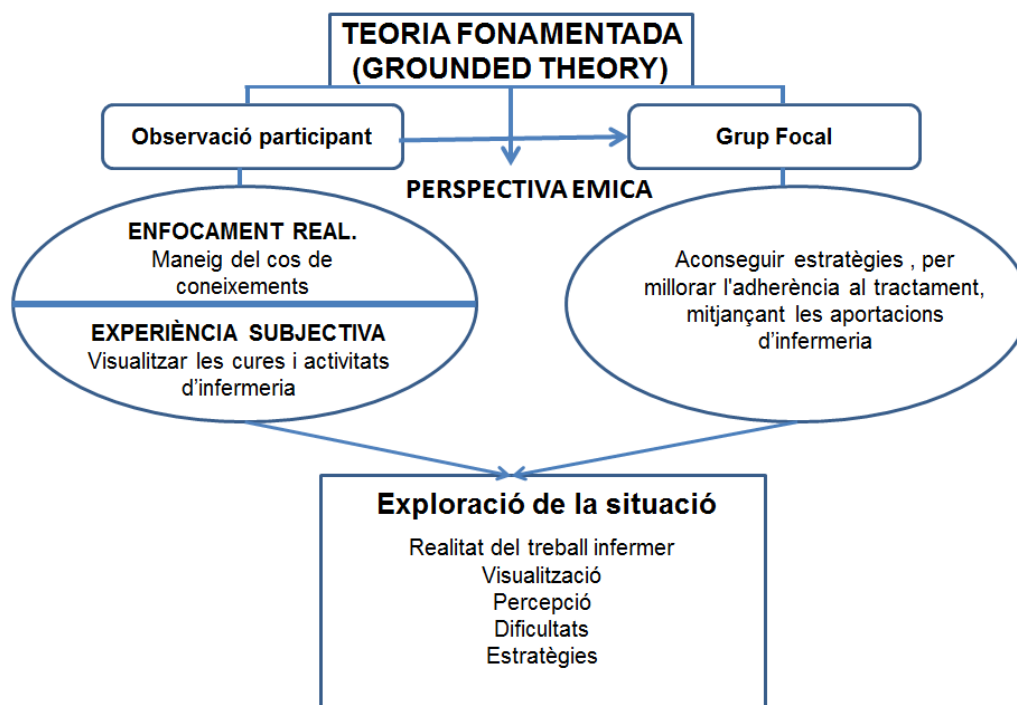 TEORIA FONAMENTADA
(GROUNDED THEORY)
Observació participant
Grup Focal
PERSPECTIVA EMICA
ENFOCAMENT REAL.
Maneig del cos de
coneixements
EXPERIÈNCIA SUBJECTIVA
Visualitzar les cures i activitats
d'infermeria
Aconseguir estratègies , per
millorar l'adherència al tractament,
mitjançant les aportacions
d'infermeria
Exploració de la situació
Realitat del treball infermer
Visualització
Percepció
Dificultats
Estratègies